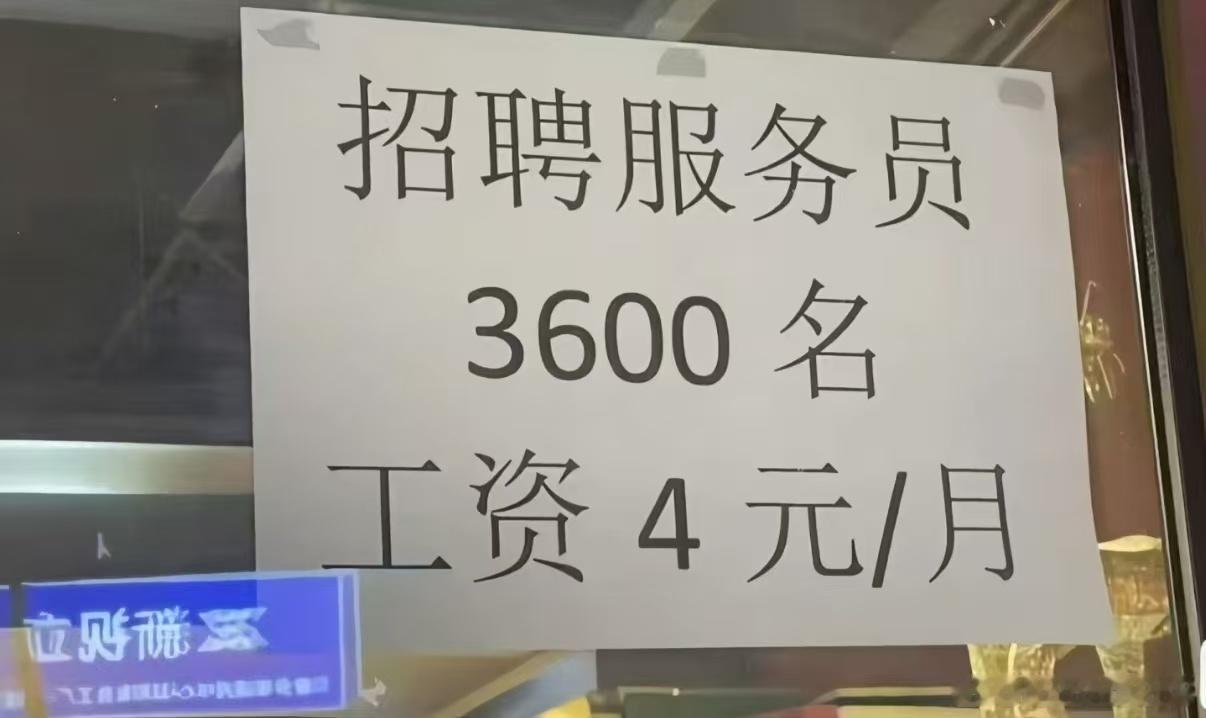 招聘服务员
3600 名
工资 4 元/月